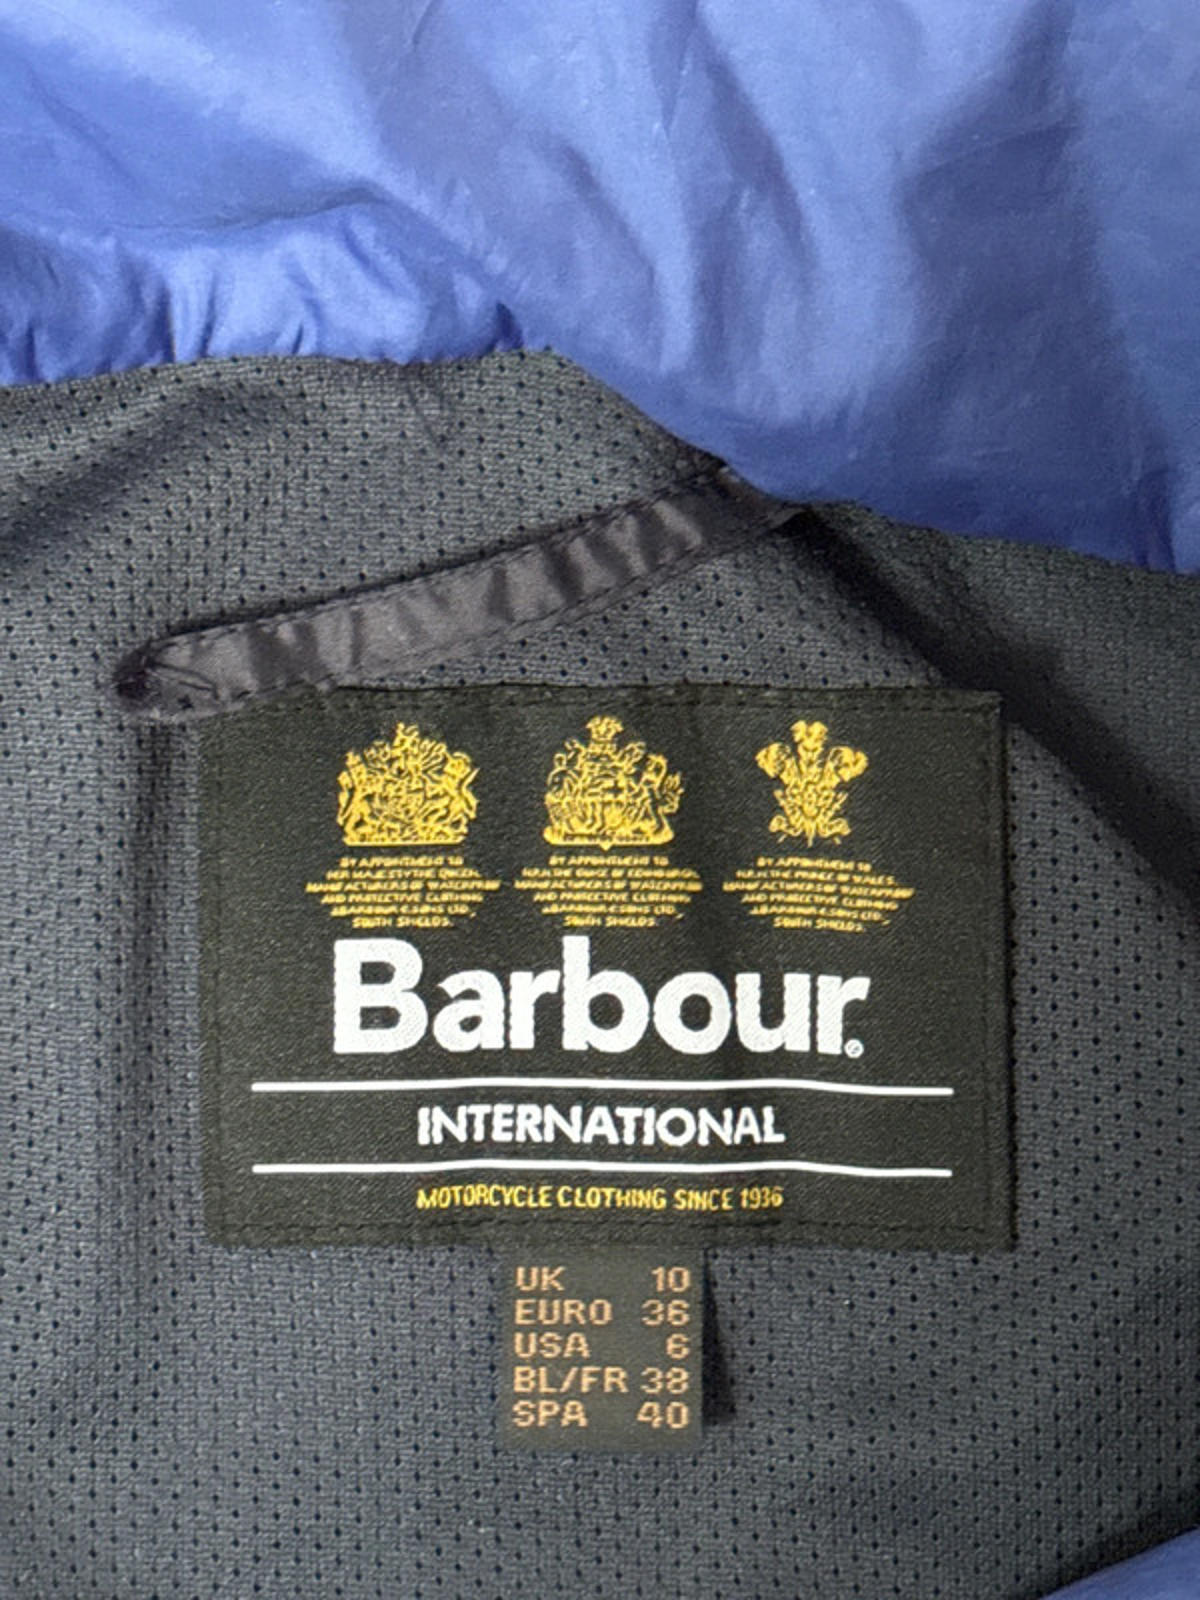 BY APPOINTMENT TO
HER MAJESTY THE QUEEN
MANUFACTURERS OF WATERPROOF
AND PROTECTIVE CLOTHING
J.BARBOUR & SONS LTD.
SOUTH SHIELDS.
BY APPOINTMENT TO
H.R.H. THE DUKE OF EDINBURGH
MANUFACTURERS OF WATERPROOF
AND PROTECTIVE CLOTHING
J.BARBOUR & SONS LTD.
SOUTH SHIELDS.
BY APPOINTMENT TO
H.R.H. THE PRINCE OF WALES
MANUFACTURERS OF WATERPROOF
AND PROTECTIVE CLOTHING
J.BARBOUR & SONS LTD.
SOUTH SHIELDS.
Barbour®
INTERNATIONAL
MOTORCYCLE CLOTHING SINCE 1936
UK 10
EURO 36
USA 6
BL/FR 38
SPA 40